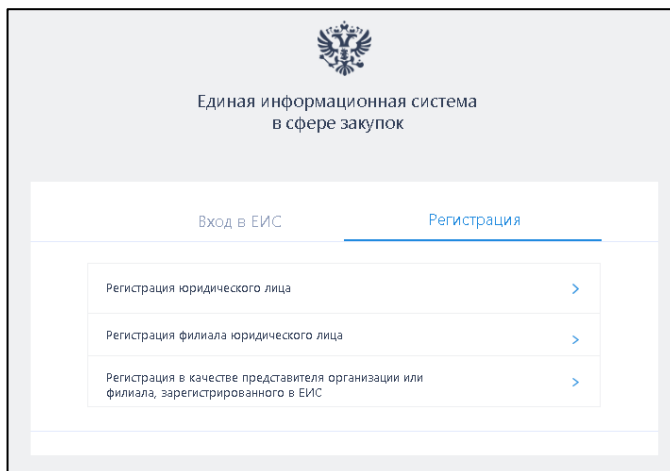 Единая информационная система
в сфере закупок
Вход в ЕИС
Регистрация
Регистрация юридического лица
Регистрация филиала юридического лица
Регистрация в качестве представителя организации или
филиала, зарегистрированного в ЕИС